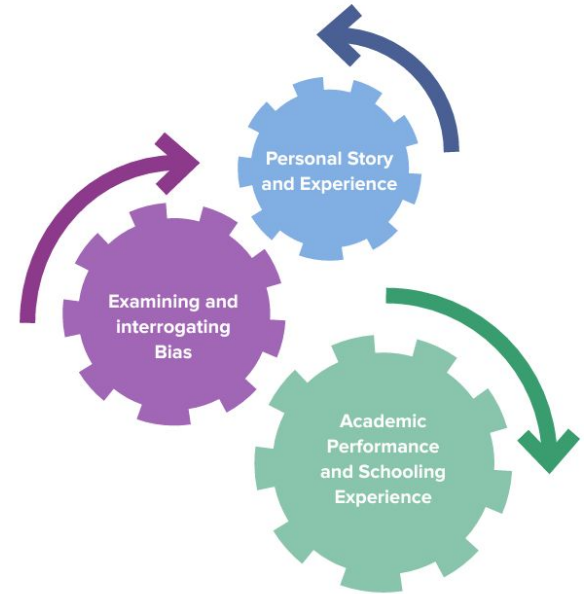 Personal Story
and Experience
Examining and
interrogating
Bias
Academic
Performance
and Schooling
Experience